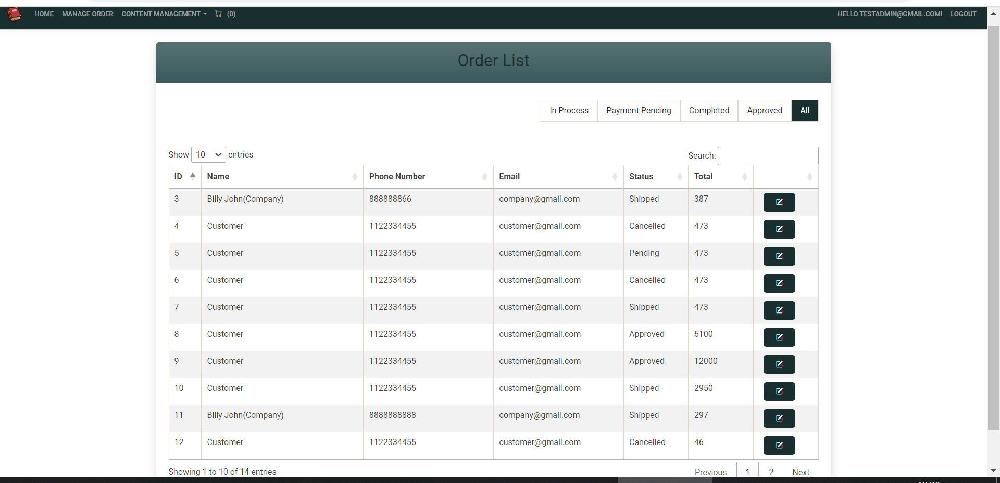 HOME MANAGE ORDER CONTENT MANAGEMENT (0) HELLO TESTADMIN@GMAIL.COM! LOGOUT
Order List
In Process Payment Pending Completed Approved All
Show 10 entries Search:
ID Name Phone Number Email Status Total
3 Billy John(Company) 888888866 company@gmail.com Shipped 387
4 Customer 1122334455 customer@gmail.com Cancelled 473
5 Customer 1122334455 customer@gmail.com Pending 473
6 Customer 1122334455 customer@gmail.com Cancelled 473
7 Customer 1122334455 customer@gmail.com Shipped 473
8 Customer 1122334455 customer@gmail.com Approved 5100
9 Customer 1122334455 customer@gmail.com Approved 12000
10 Customer 1122334455 customer@gmail.com Shipped 2950
11 Billy John(Company) 8888888888 company@gmail.com Shipped 297
12 Customer 1122334455 customer@gmail.com Cancelled 46
Showing 1 to 10 of 14 entries Previous 1 2 Next